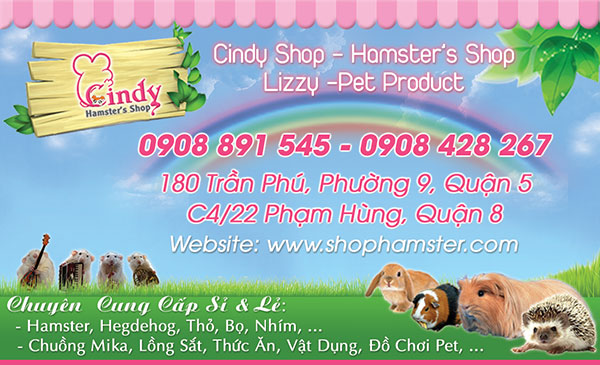 Cindy
Hamster's Shop
Cindy Shop - Hamster's Shop
Lizzy -Pet Product
0908 891 545 - 0908 428 267
180 Trần Phú, Phường 9, Quận 5
C4/22 Phạm Hùng, Quận 8
Website: www.shophamster.com
Chuyên Cung Cấp Sỉ & Lẻ:
- Hamster, Hegdehog, Thỏ, Bọ, Nhím, ...
- Chuồng Mika, Lồng Sắt, Thức Ăn, Vật Dụng, Đồ Chơi Pet, ...